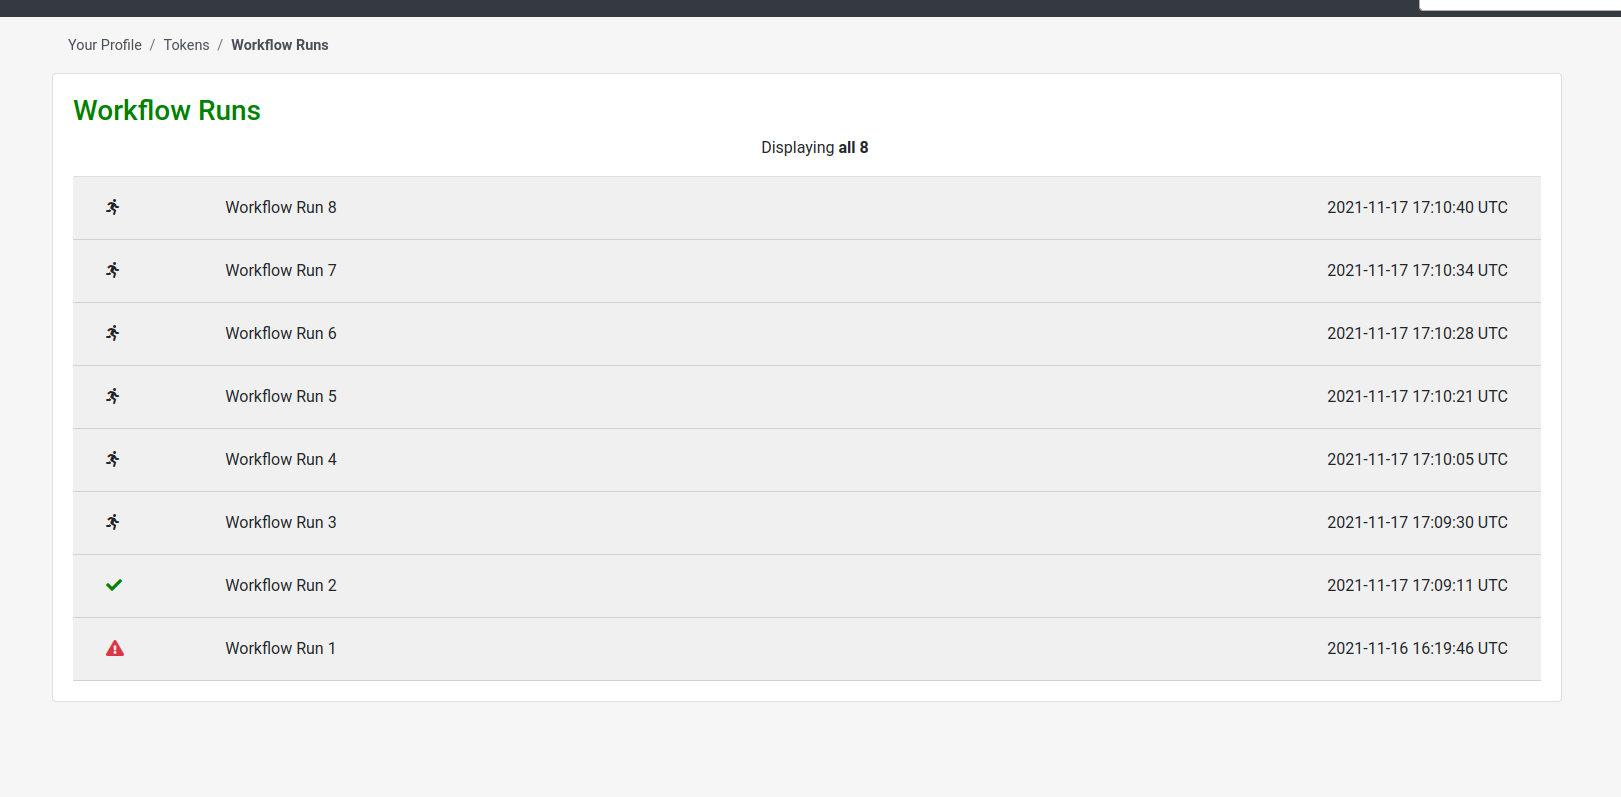 Your Profile / Tokens / Workflow Runs
Workflow Runs
Displaying all 8
Workflow Run 8 2021-11-17 17:10:40 UTC
Workflow Run 7 2021-11-17 17:10:34 UTC
Workflow Run 6 2021-11-17 17:10:28 UTC
Workflow Run 5 2021-11-17 17:10:21 UTC
Workflow Run 4 2021-11-17 17:10:05 UTC
Workflow Run 3 2021-11-17 17:09:30 UTC
Workflow Run 2 2021-11-17 17:09:11 UTC
Workflow Run 1 2021-11-16 16:19:46 UTC